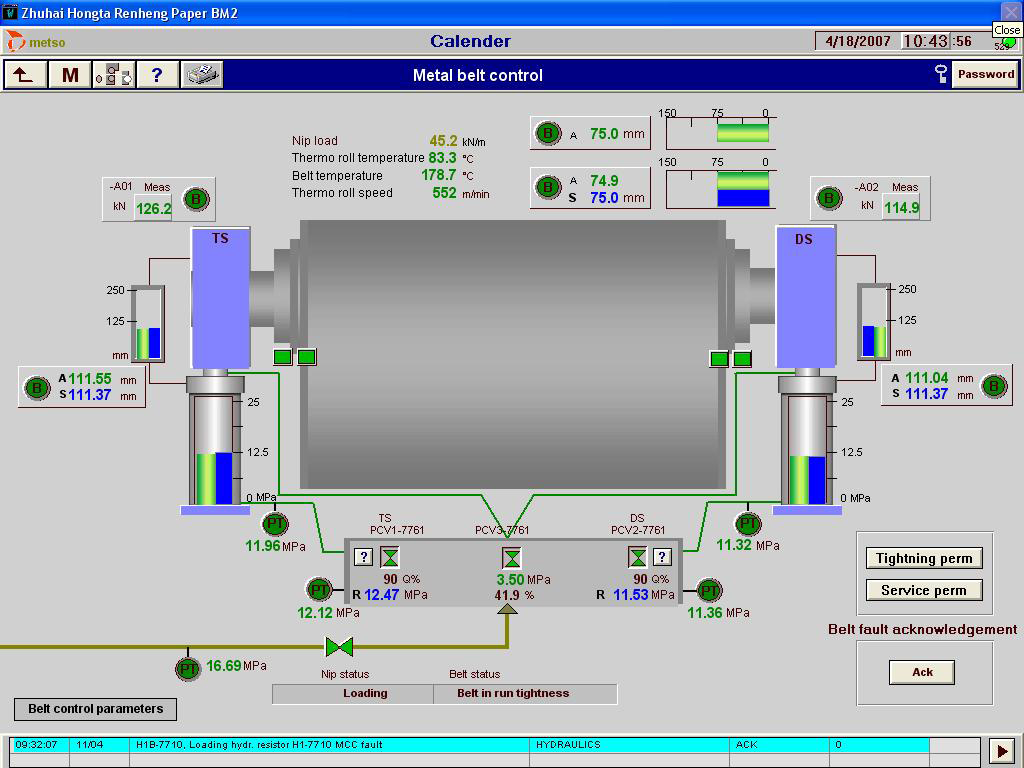 Zhuhai Hongta Renheng Paper BM2
Close
metso
Calender
4/18/2007 10:43:56
M
?
Metal belt control
Password
Nip load 45.2 kN/m
Thermo roll temperature 83.3 °C
Belt temperature 178.7 °C
Thermo roll speed 552 m/min
B A 75.0 mm
150 75 0
B A 74.9
S 75.0 mm
150 75 0
-A01 Meas
kN 126.2 B
-A02 Meas
B kN 114.9
TS
DS
250
125
mm
250
125
mm
B A 111.55 mm
S 111.37 mm
A 111.04 mm B
S 111.37 mm
25
12.5
0 MPa
25
12.5
0 MPa
PT
11.96 MPa
PT
11.32 MPa
TS
PCV1-7761
PCV3-7761
DS
PCV2-7761
? ?
90 Q%
R 12.47 MPa
3.50 MPa
41.9 %
90 Q%
R 11.53 MPa
PT
12.12 MPa
PT
11.36 MPa
PT 16.69 MPa
Tightning perm
Service perm
Belt fault acknowledgement
Ack
Nip status Belt status
Loading Belt in run tightness
Belt control parameters
09:32:07 11/04 H1B-7710, Loading hydr. resistor H1-7710 MCC fault HYDRAULICS ACK 0